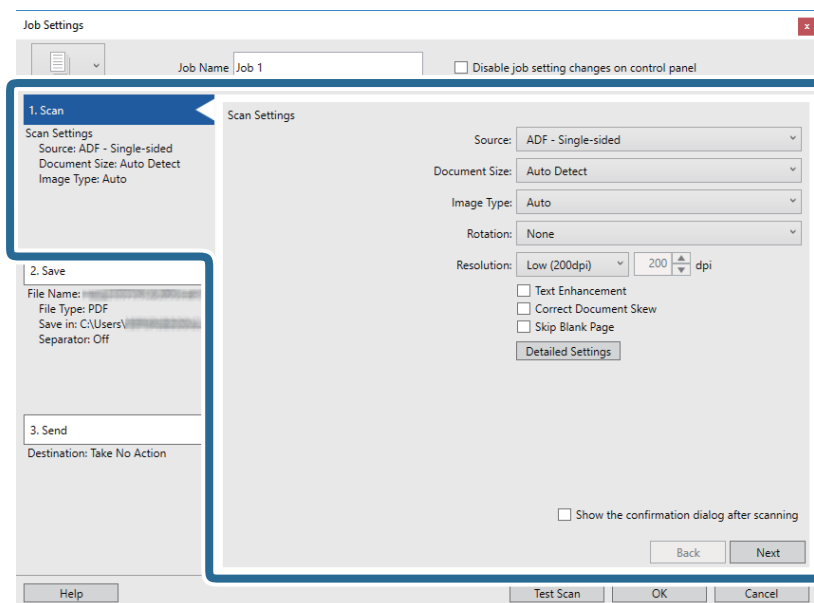 Job Settings
x
Job Name Job 1
Disable job setting changes on control panel
1. Scan
Scan Settings
Source: ADF - Single-sided
Document Size: Auto Detect
Image Type: Auto
2. Save
File Name:
File Type: PDF
Save in: C:\Users\
Separator: Off
3. Send
Destination: Take No Action
Scan Settings
Source: ADF - Single-sided
Document Size: Auto Detect
Image Type: Auto
Rotation: None
Resolution: Low (200dpi) 200 dpi
Text Enhancement
Correct Document Skew
Skip Blank Page
Detailed Settings
Show the confirmation dialog after scanning
Back Next
Help Test Scan OK Cancel